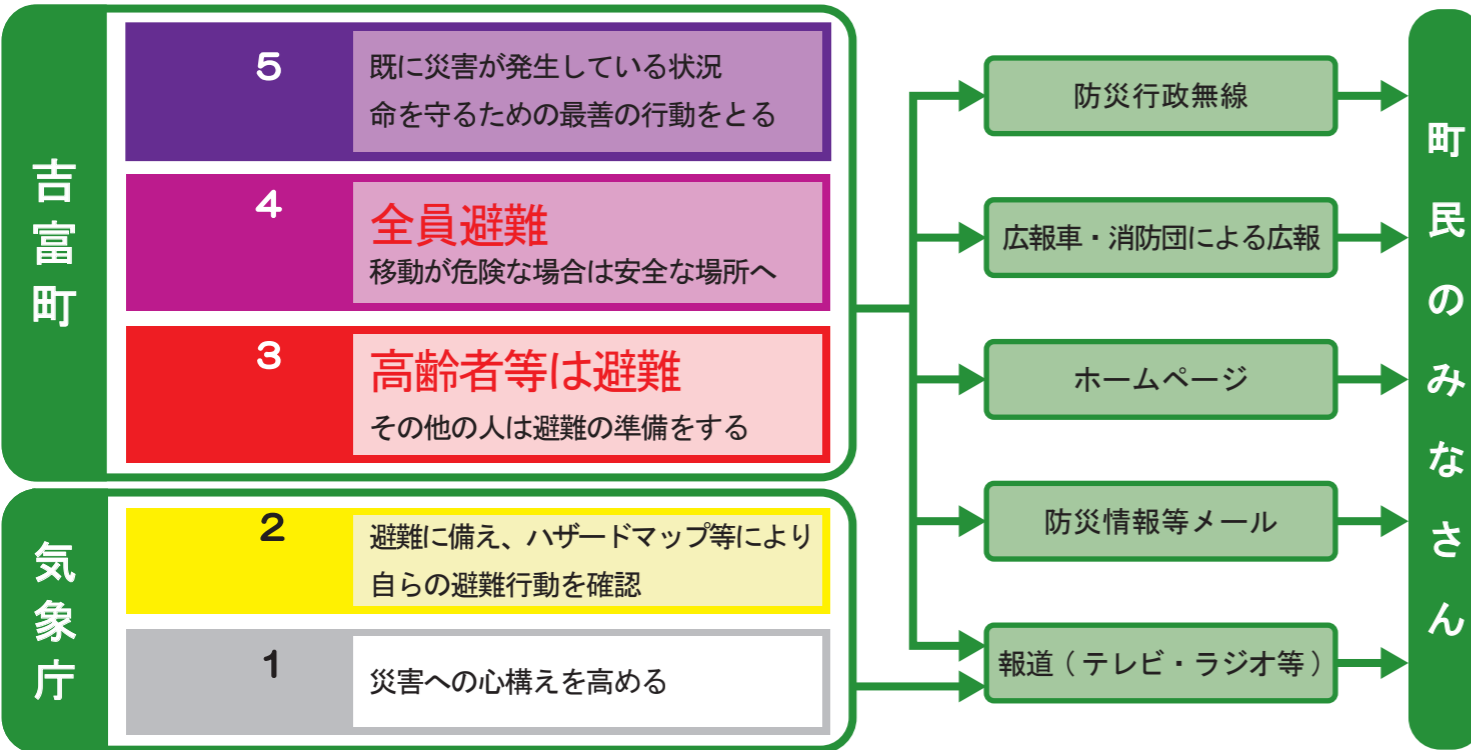 吉富町
5
既に災害が発生している状況
命を守るための最善の行動をとる
4
全員避難
移動が危険な場合は安全な場所へ
3
高齢者等は避難
その他の人は避難の準備をする
気象庁
2
避難に備え、ハザードマップ等により
自らの避難行動を確認
1
災害への心構えを高める
防災行政無線
広報車・消防団による広報
ホームページ
防災情報等メール
報道（テレビ・ラジオ等）
町民のみなさん